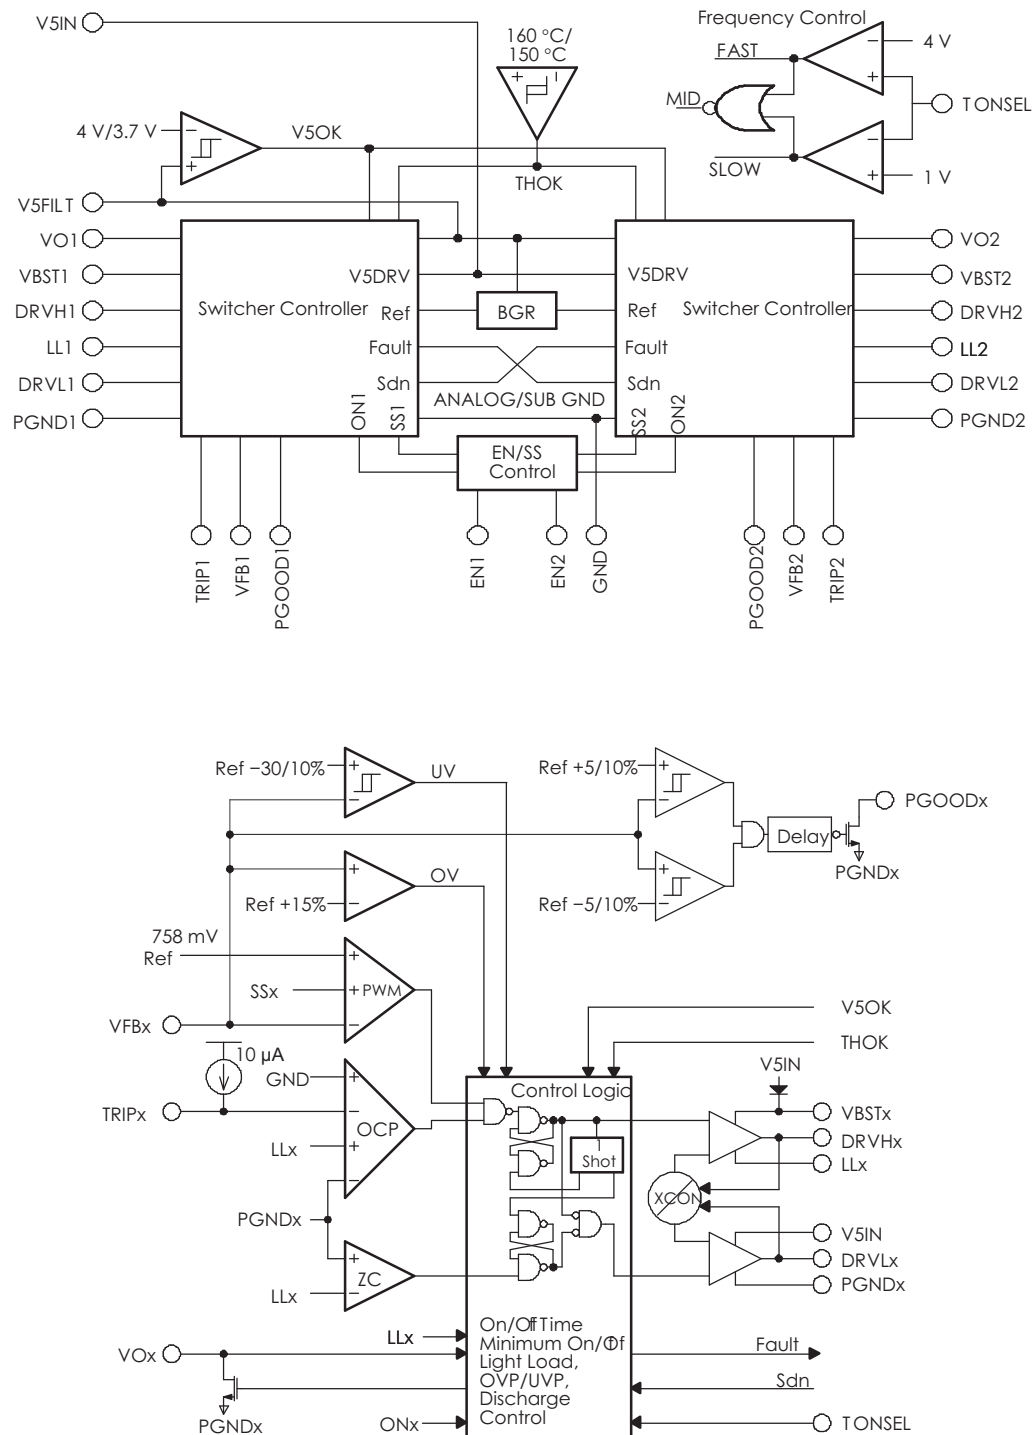 V5IN
160 °C/
150 °C
+ −
Frequency Control
FAST
− 4 V
MID
+
TONSEL
4 V/3.7 V −
V5OK
+
−
SLOW
+ 1 V
THOK
V5FILT
VO1
VO2
VBST1
V5DRV
V5DRV
VBST2
DRVH1
Switcher Controller
Ref
BGR
Ref
Switcher Controller
DRVH2
LL1
Fault
Fault
LL2
DRVL1
Sdn
Sdn
DRVL2
ANALOG/SUB GND
PGND1
ON1
SS1
SS2
ON2
PGND2
EN/SS
Control
TRIP1
VFB1
PGOOD1
EN1
EN2
GND
PGOOD2
VFB2
TRIP2
Ref −30/10% +
UV
−
Ref +5/10% +
−
PGOODx
Delay
PGNDx
+
OV
Ref +15% −
+
Ref −5/10% −
758 mV
Ref +
SSx + PWM
VFBx −
V5OK
10 µA
THOK
GND +
Control Logic
V5IN
TRIPx −
OCP
VBSTx
LLx +
DRVHx
1
Shot
LLx
−
XCON
PGNDx
V5IN
+
ZC
DRVLx
LLx −
PGNDx
LLx
On/Off Time
Minimum On/Off
Light Load,
OVP/UVP,
Discharge
Control
VOx
Fault
Sdn
PGNDx
ONx
TONSEL